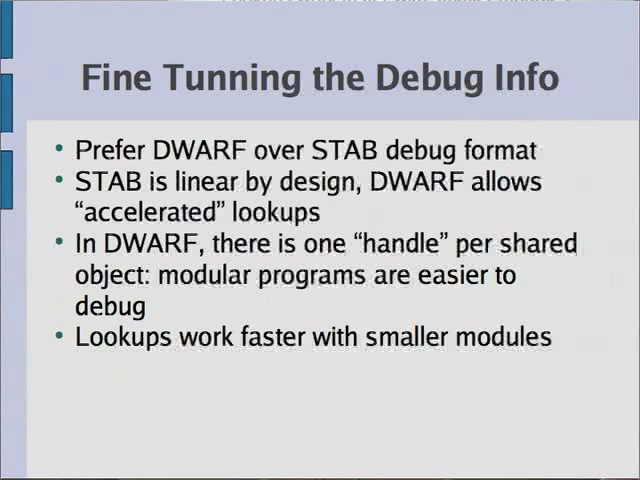 Fine Tunning the Debug Info
• Prefer DWARF over STAB debug format
• STAB is linear by design, DWARF allows
“accelerated” lookups
• In DWARF, there is one “handle” per shared
object: modular programs are easier to
debug
• Lookups work faster with smaller modules